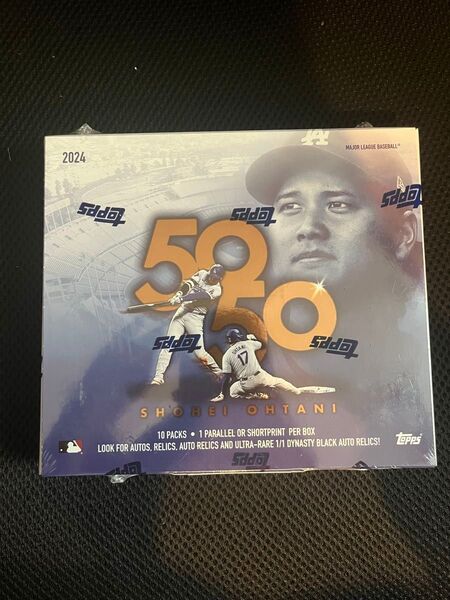 2024
MAJOR LEAGUE BASEBALL®
LA
Topps
Topps
Topps
50
50
Topps
Topps
OHTANI
17
SHOHEI OHTANI
10 PACKS • 1 PARALLEL OR SHORTPRINT PER BOX
LOOK FOR AUTOS, RELICS, AUTO RELICS AND ULTRA-RARE 1/1 DYNASTY BLACK AUTO RELICS!
Topps
Topps